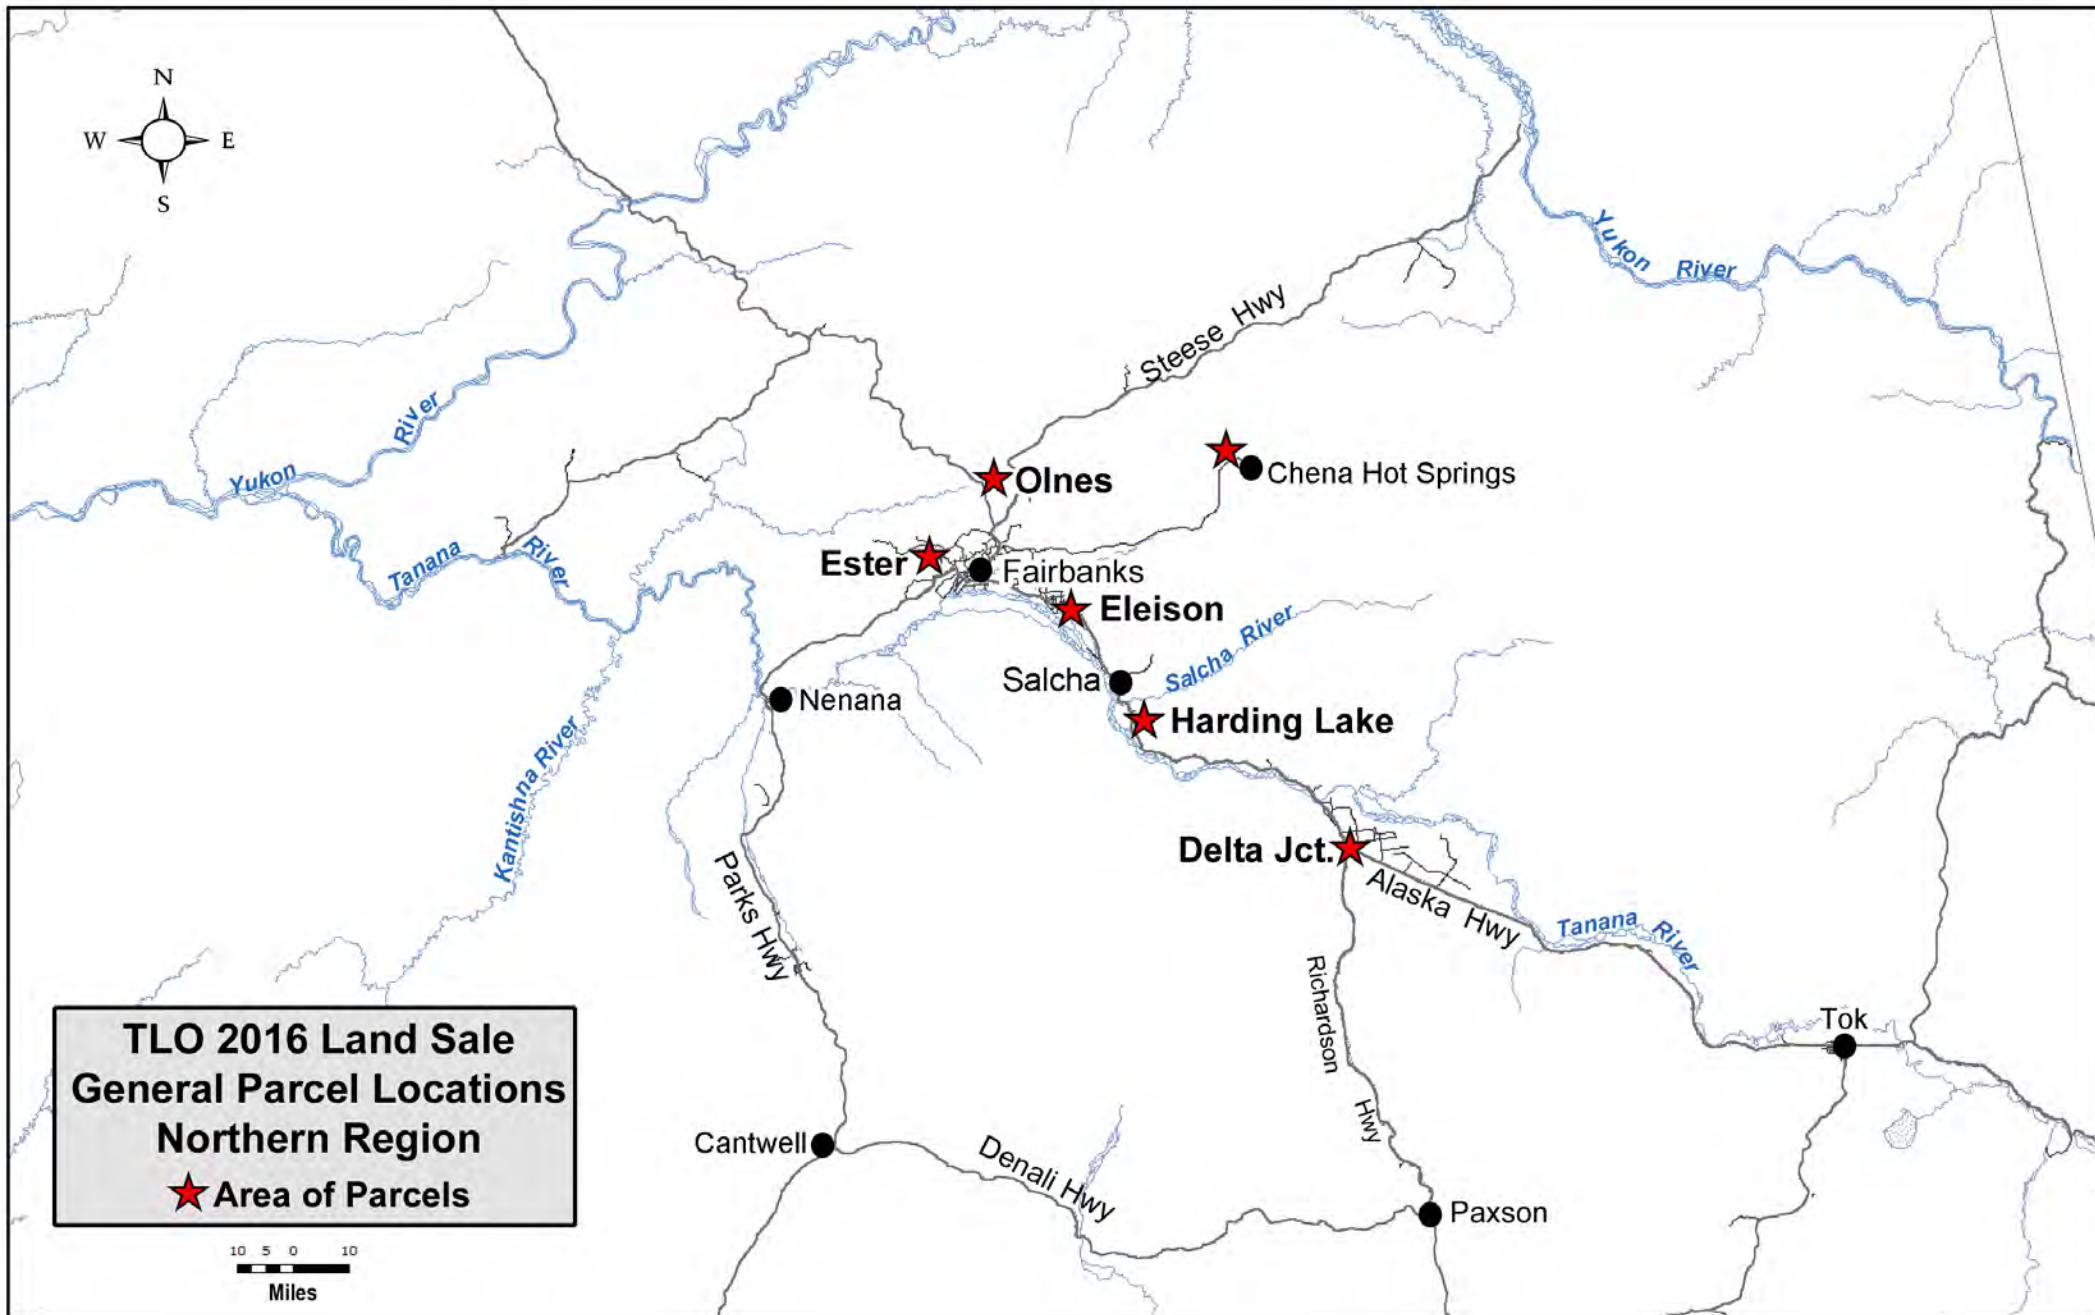 N
W E
S
Yukon
River
Steese Hwy
Yukon
River
Olnes
Chena Hot Springs
Tanana
River
Ester
Fairbanks
Eleison
Salcha River
Salcha
Nenana
Harding Lake
Kantishna River
Delta Jct.
Parks Hwy
Alaska Hwy
Tanana River
Richardson
Hwy
Tok
TLO 2016 Land Sale
General Parcel Locations
Northern Region
Area of Parcels
Cantwell
Denali Hwy
Paxson
10 5 0 10
Miles